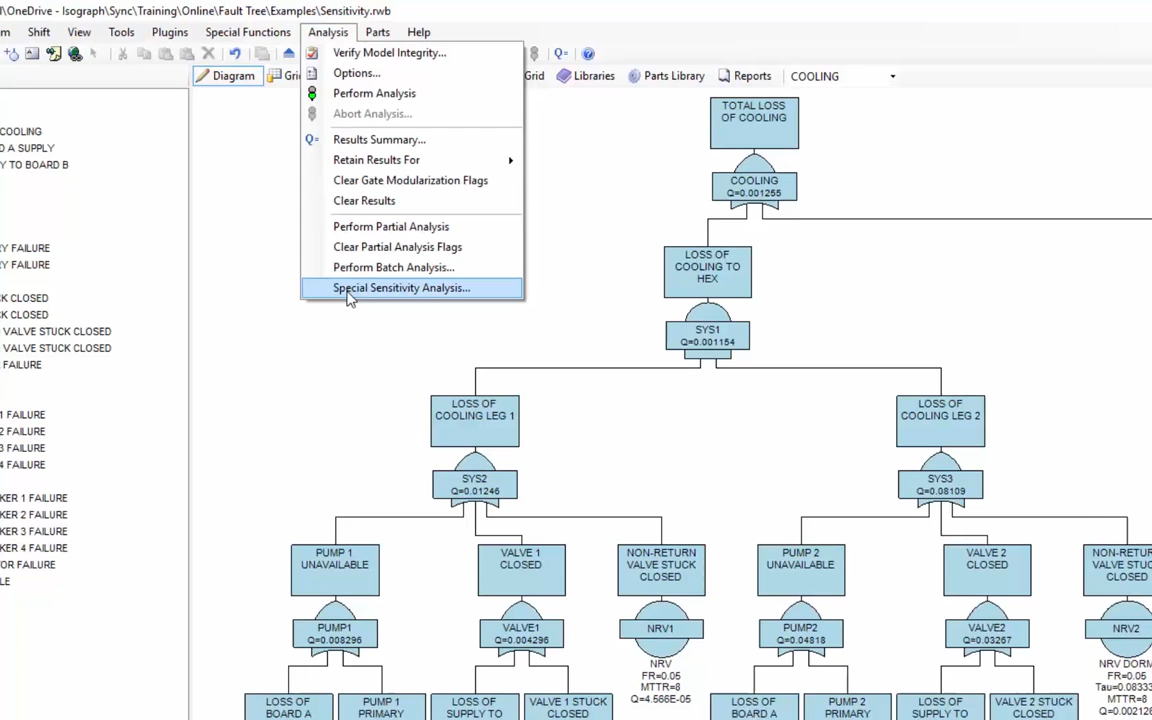 l\OneDrive - Isograph\Sync\Training\Online\Fault Tree\Examples\Sensitivity.rwb
m Shift View Tools Plugins Special Functions Analysis Parts Help
Diagram Gri Grid Libraries Parts Library Reports COOLING
Verify Model Integrity...
Options...
Perform Analysis
Abort Analysis...
Q= Results Summary...
Retain Results For
Clear Gate Modularization Flags
Clear Results
Perform Partial Analysis
Clear Partial Analysis Flags
Perform Batch Analysis...
Special Sensitivity Analysis...
Q=
COOLING
D A SUPPLY
Y TO BOARD B
RY FAILURE
RY FAILURE
CK CLOSED
CK CLOSED
VALVE STUCK CLOSED
VALVE STUCK CLOSED
FAILURE
1 FAILURE
2 FAILURE
3 FAILURE
4 FAILURE
KER 1 FAILURE
KER 2 FAILURE
KER 3 FAILURE
KER 4 FAILURE
OR FAILURE
LE
TOTAL LOSS
OF COOLING
COOLING
Q=0.001255
LOSS OF
COOLING TO
HEX
SYS1
Q=0.001154
LOSS OF
COOLING LEG 1
SYS2
Q=0.01246
LOSS OF
COOLING LEG 2
SYS3
Q=0.08109
PUMP 1
UNAVAILABLE
PUMP1
Q=0.008296
VALVE 1
CLOSED
VALVE1
Q=0.004296
NON-RETURN
VALVE STUCK
CLOSED
NRV1
NRV
FR=0.05
MTTR=8
Q=4.566E-05
PUMP 2
UNAVAILABLE
PUMP2
Q=0.04818
VALVE 2
CLOSED
VALVE2
Q=0.03267
NON-RETURN
VALVE STUC
CLOSED
NRV2
NRV DORM
FR=0.05
Tau=0.0833
MTTR=8
Q=0.002128
LOSS OF
BOARD A
PUMP 1
PRIMARY
LOSS OF
SUPPLY TO
VALVE 1 STUCK
CLOSED
LOSS OF
BOARD B
PUMP 2
PRIMARY
LOSS OF
SUPPLY TO
VALVE 2 STUCK
CLOSED